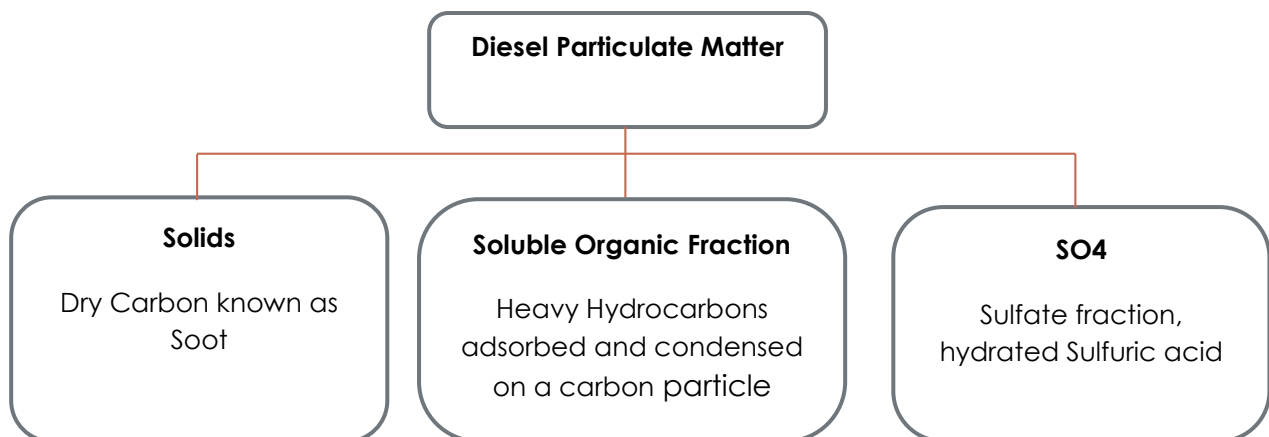 Diesel Particulate Matter
Solids
Dry Carbon known as
Soot
Soluble Organic Fraction
Heavy Hydrocarbons
adsorbed and condensed
on a carbon particle
SO4
Sulfate fraction,
hydrated Sulfuric acid